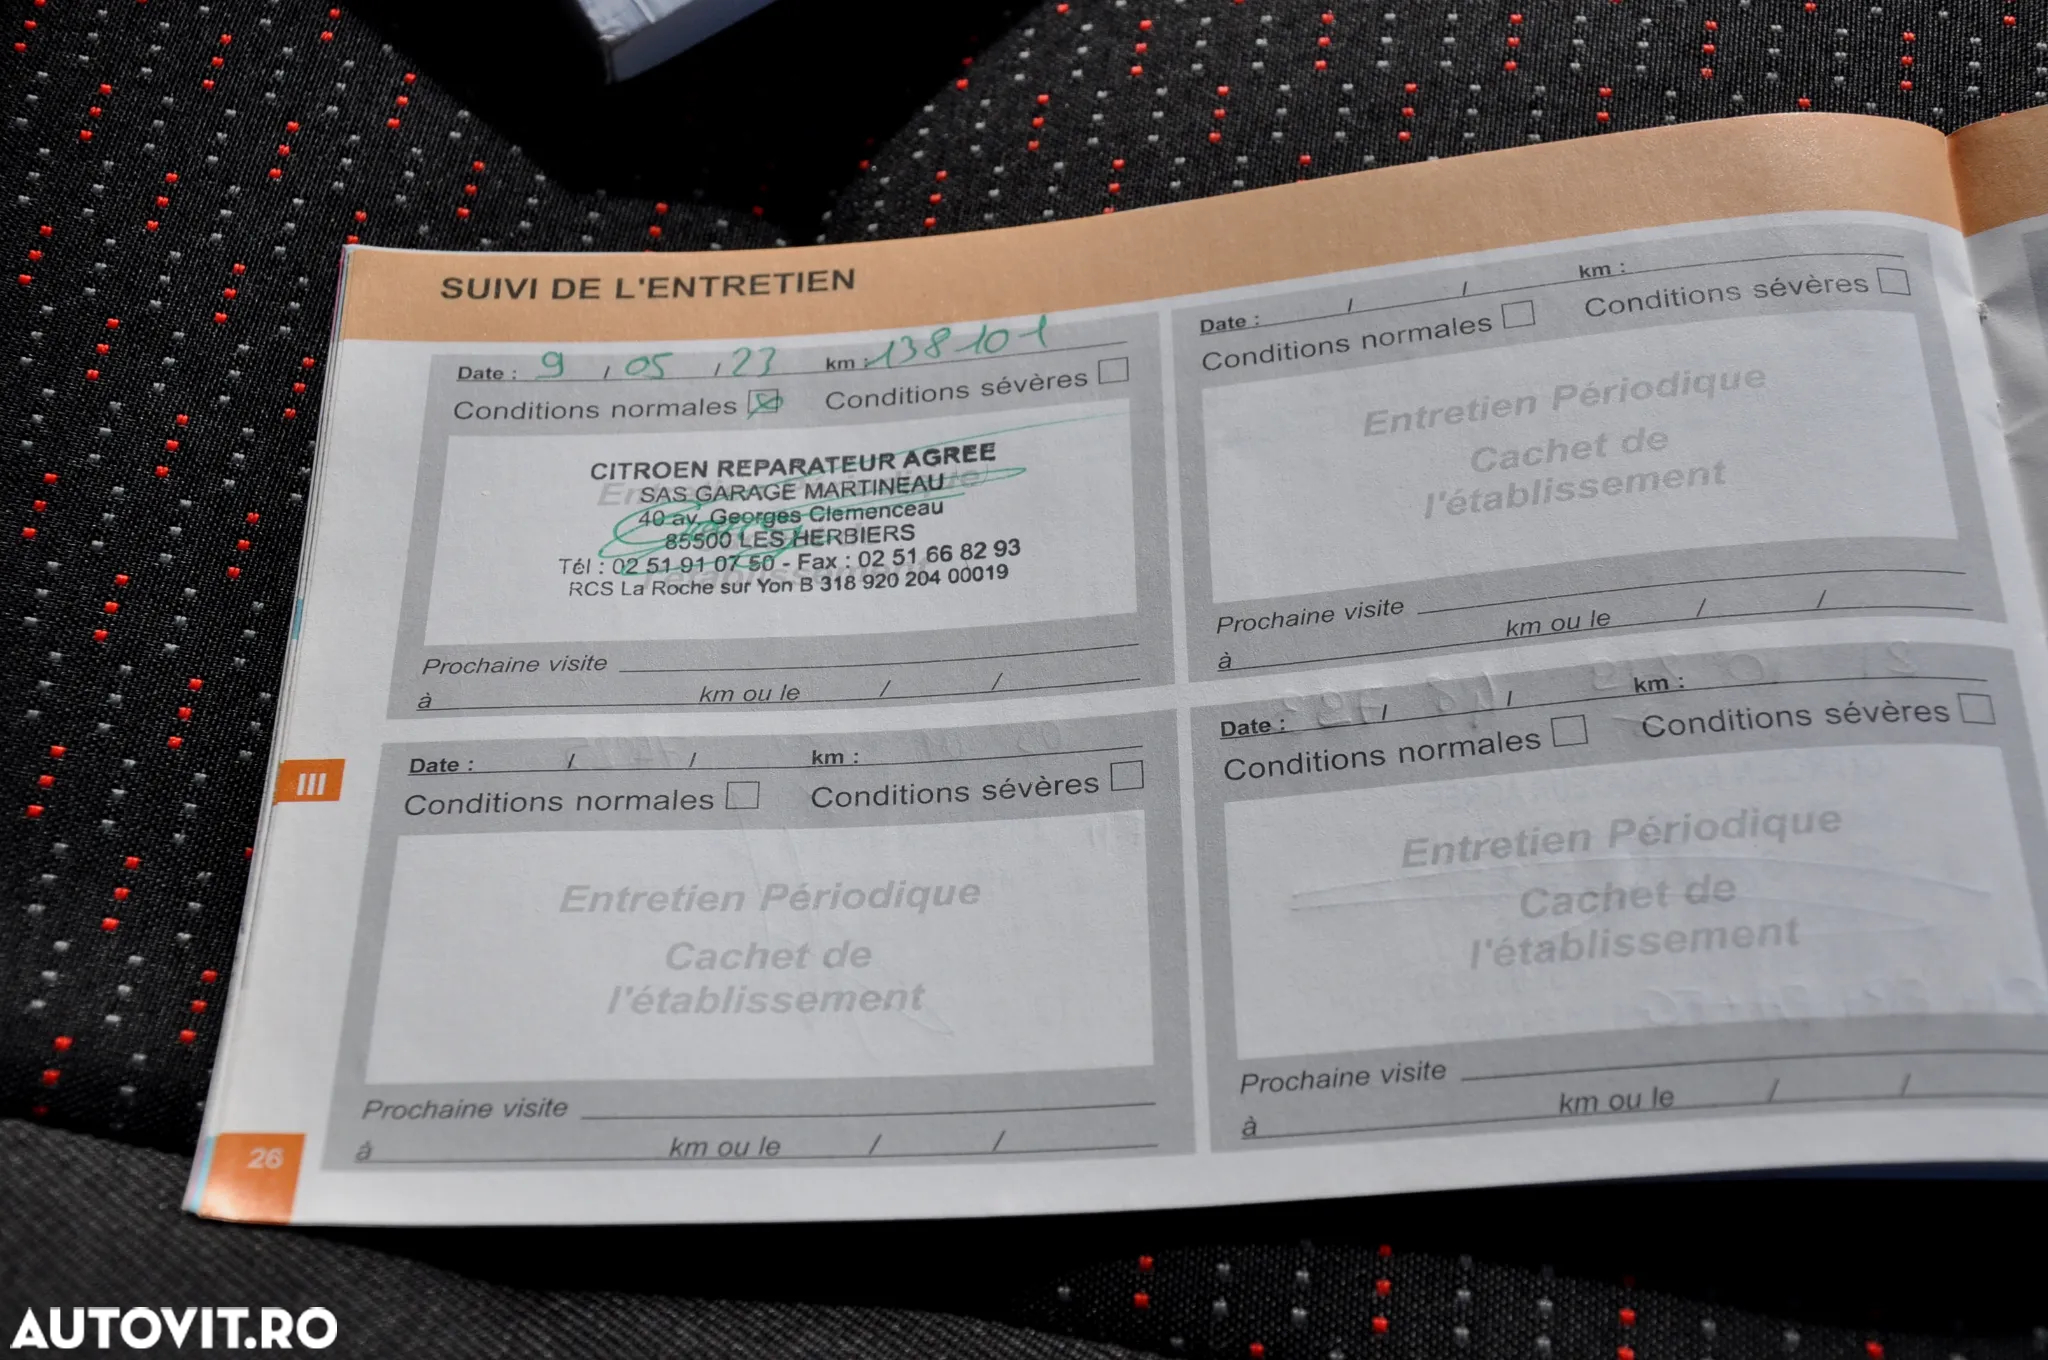 SUIVI DE L'ENTRETIEN
Date : 9 / 05 / 23 km : 138101
Conditions normales Conditions sévères
CITROEN REPARATEUR AGREE
SAS GARAGE MARTINEAU
40 av. Georges Clemenceau
85500 LES HERBIERS
Tél : 02 51 91 07 50 - Fax : 02 51 66 82 93
RCS La Roche sur Yon B 318 920 204 00019
Prochaine visite
à km ou le / /
Date : / / km :
Conditions normales Conditions sévères
Entretien Périodique
Cachet de
l'établissement
Prochaine visite
à km ou le / /
Date : / / km :
Conditions normales Conditions sévères
Entretien Périodique
Cachet de
l'établissement
Prochaine visite
à km ou le / /
Date : / / km :
Conditions normales Conditions sévères
Entretien Périodique
Cachet de
l'établissement
Prochaine visite
à km ou le / /
III
26
AUTOVIT.RO